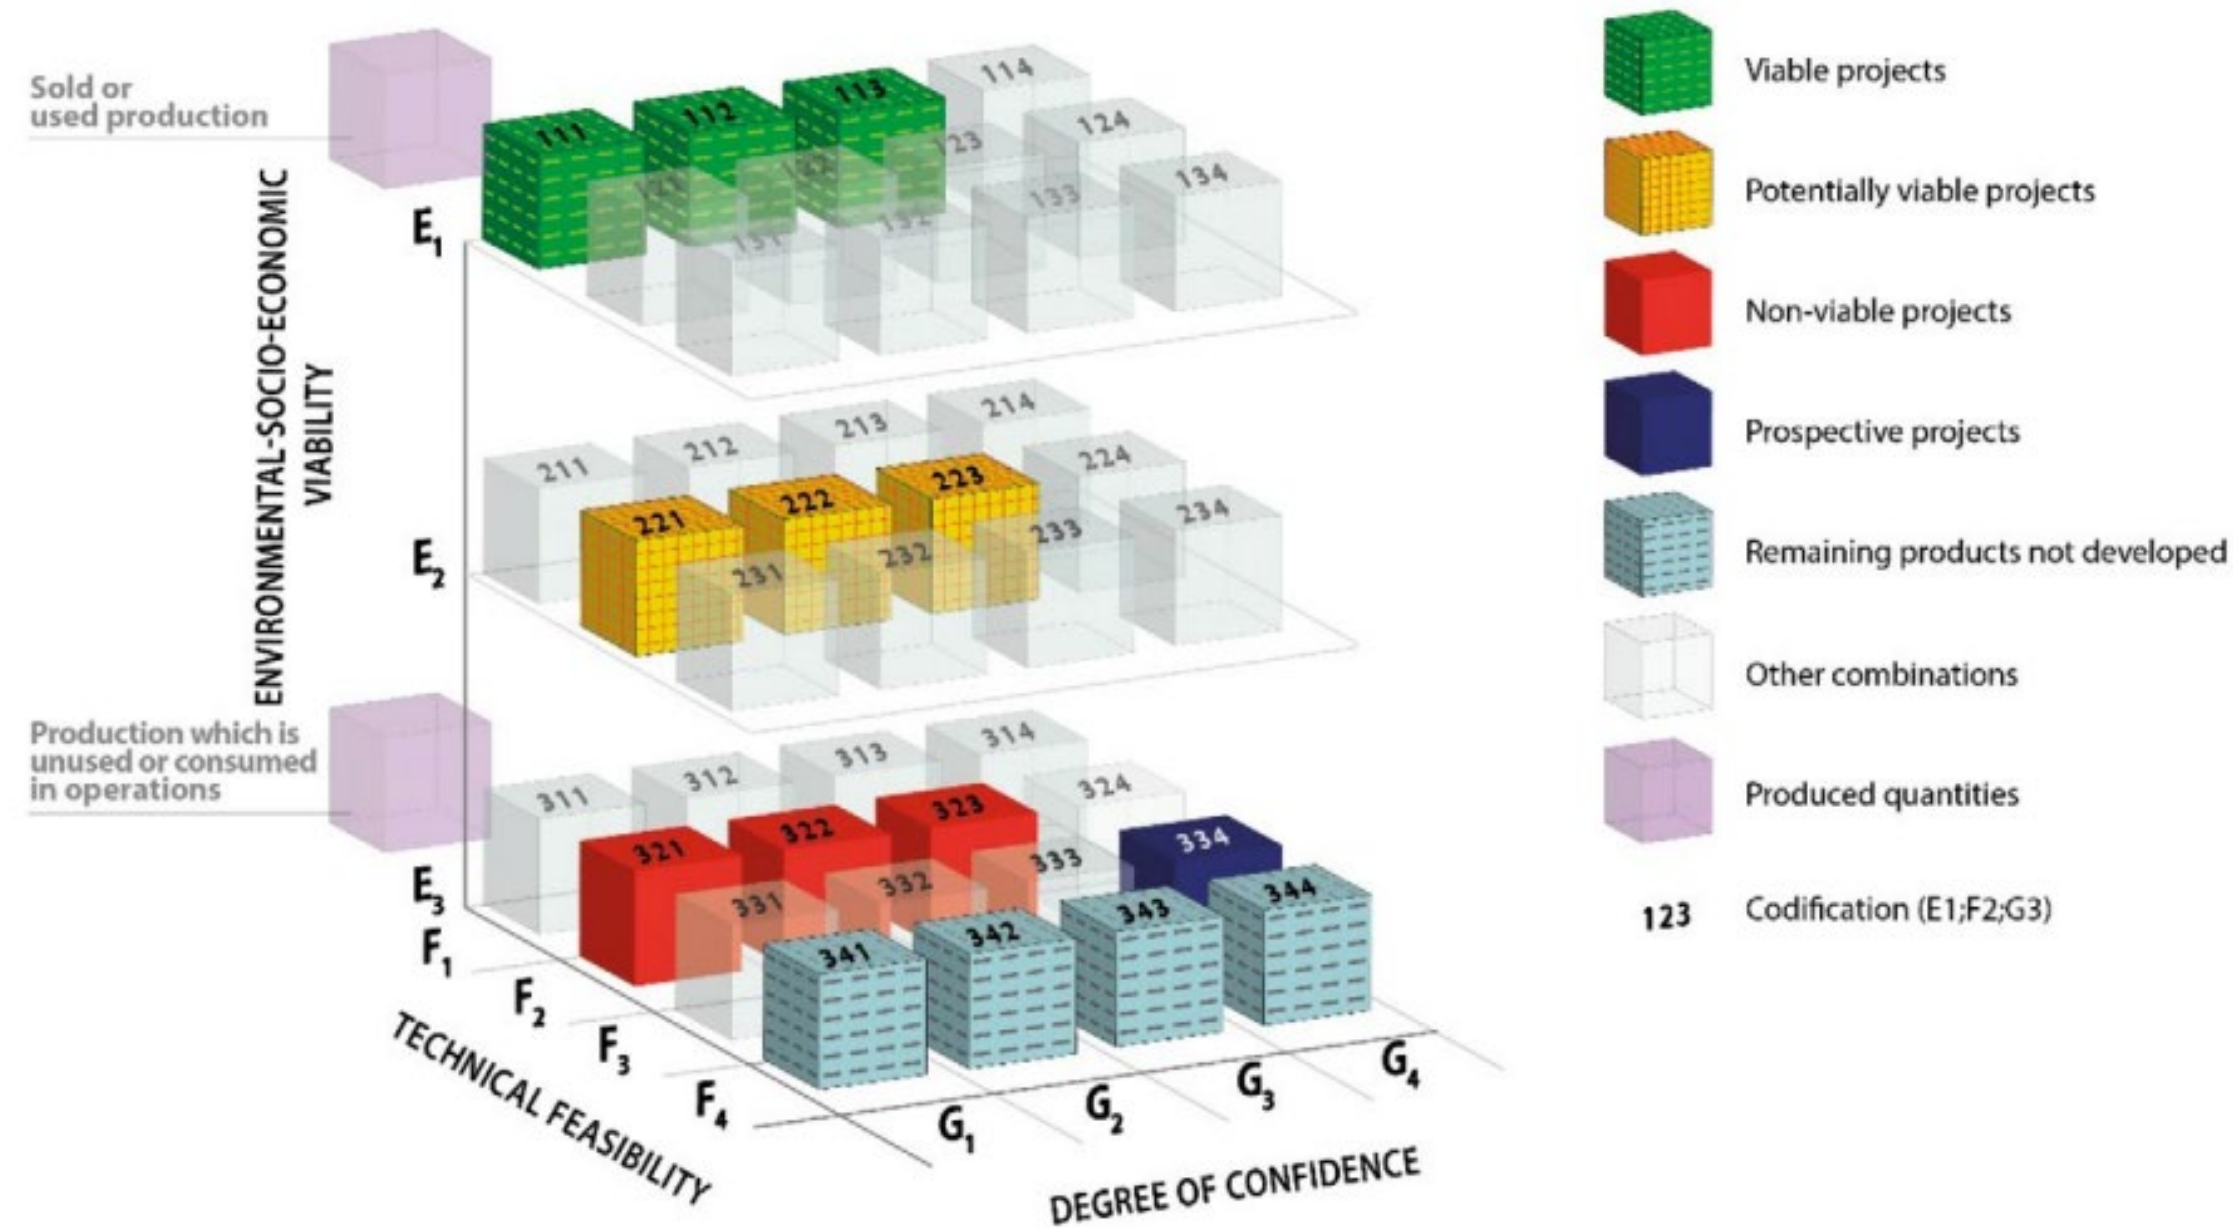 Sold or
used production
ENVIRONMENTAL-SOCIO-ECONOMIC
VIABILITY
E1
111
112
113
114
121
122
123
124
131
132
133
134
E2
211
212
213
214
221
222
223
224
231
232
233
234
Production which is
unused or consumed
in operations
E3
311
312
313
314
321
322
323
324
331
332
333
334
341
342
343
344
F1
F2
F3
F4
TECHNICAL FEASIBILITY
G1
G2
G3
G4
DEGREE OF CONFIDENCE
Viable projects
Potentially viable projects
Non-viable projects
Prospective projects
Remaining products not developed
Other combinations
Produced quantities
123 Codification (E1;F2;G3)